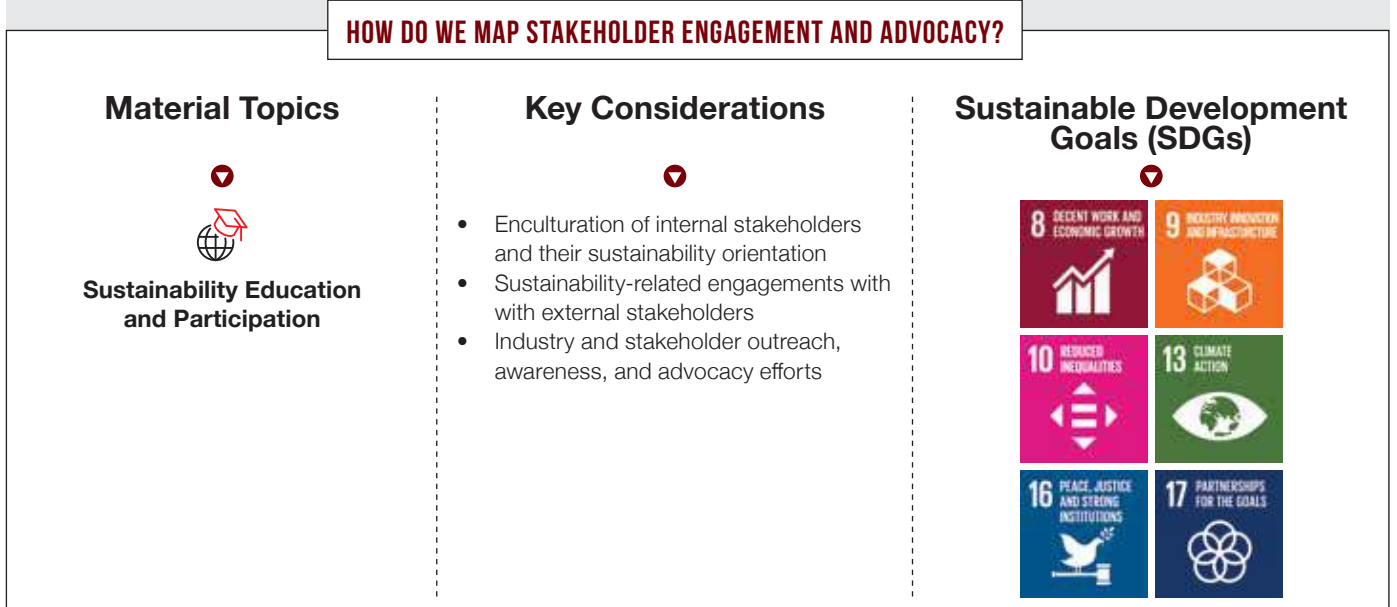 HOW DO WE MAP STAKEHOLDER ENGAGEMENT AND ADVOCACY?
Material Topics
Sustainability Education
and Participation
Key Considerations
• Enculturation of internal stakeholders
and their sustainability orientation
• Sustainability-related engagements with
with external stakeholders
• Industry and stakeholder outreach,
awareness, and advocacy efforts
Sustainable Development
Goals (SDGs)
8 DECENT WORK AND
ECONOMIC GROWTH
9 INDUSTRY INNOVATION
AND INFRASTURCTURE
10 REDUCED
INEQUALITIES
13 CLIMATE
ACTION
16 PEACE, JUSTICE
AND STRONG
INSTITUTIONS
17 PARTNERSHIPS
FOR THE GOALS